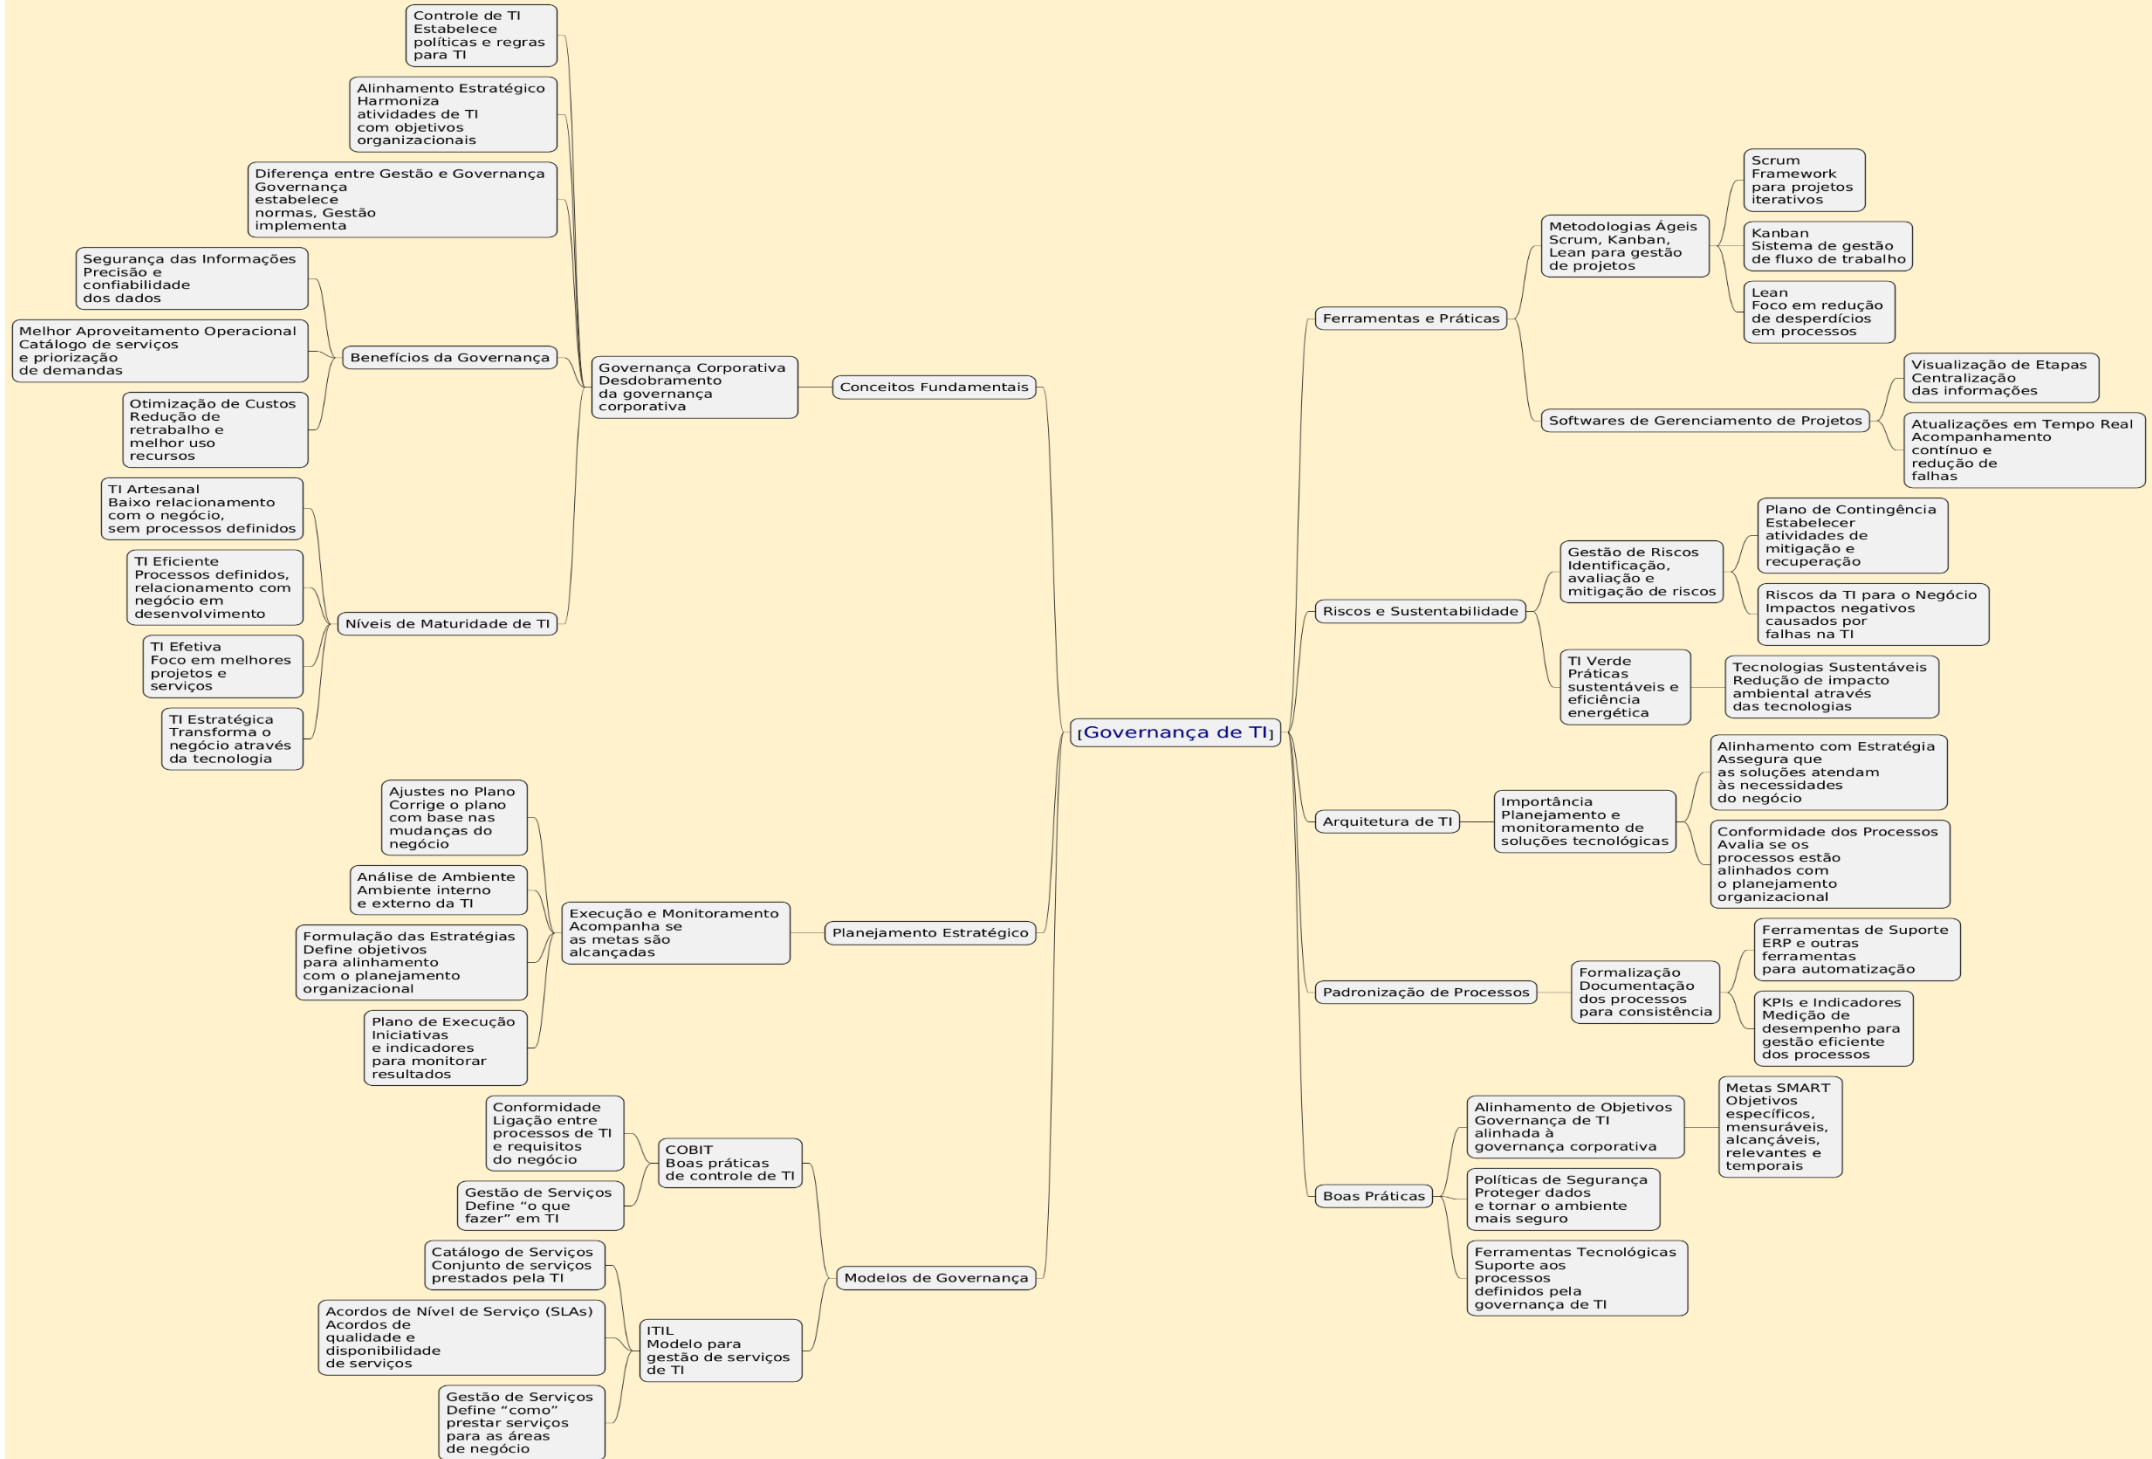 Controle de TI
Estabelece
políticas e regras
para TI
Alinhamento Estratégico
Harmoniza
atividades de TI
com objetivos
organizacionais
Diferença entre Gestão e Governança
Governança
estabelece
normas, Gestão
implementa
Segurança das Informações
Precisão e
confiabilidade
dos dados
Melhor Aproveitamento Operacional
Catálogo de serviços
e priorização
de demandas
Otimização de Custos
Redução de
retrabalho e
melhor uso
recursos
Benefícios da Governança
TI Artesanal
Baixo relacionamento
com o negócio,
sem processos definidos
TI Eficiente
Processos definidos,
relacionamento com
negócio em
desenvolvimento
TI Efetiva
Foco em melhores
projetos e
serviços
TI Estratégica
Transforma o
negócio através
da tecnologia
Níveis de Maturidade de TI
Governança Corporativa
Desdobramento
da governança
corporativa
Conceitos Fundamentais
Ajustes no Plano
Corrige o plano
com base nas
mudanças do
negócio
Análise de Ambiente
Ambiente interno
e externo da TI
Formulação das Estratégias
Define objetivos
para alinhamento
com o planejamento
organizacional
Plano de Execução
Iniciativas
e indicadores
para monitorar
resultados
Execução e Monitoramento
Acompanha se
as metas são
alcançadas
Planejamento Estratégico
Conformidade
Ligação entre
processos de TI
e requisitos
do negócio
Gestão de Serviços
Define “o que
fazer” em TI
COBIT
Boas práticas
de controle de TI
Catálogo de Serviços
Conjunto de serviços
prestados pela TI
Acordos de Nível de Serviço (SLAs)
Acordos de
qualidade e
disponibilidade
de serviços
Gestão de Serviços
Define “como”
prestar serviços
para as áreas
de negócio
ITIL
Modelo para
gestão de serviços
de TI
Modelos de Governança
[Governança de TI]
Ferramentas e Práticas
Metodologias Ágeis
Scrum, Kanban,
Lean para gestão
de projetos
Scrum
Framework
para projetos
iterativos
Kanban
Sistema de gestão
de fluxo de trabalho
Lean
Foco em redução
de desperdícios
em processos
Softwares de Gerenciamento de Projetos
Visualização de Etapas
Centralização
das informações
Atualizações em Tempo Real
Acompanhamento
contínuo e
redução de
falhas
Riscos e Sustentabilidade
Gestão de Riscos
Identificação,
avaliação e
mitigação de riscos
Plano de Contingência
Estabelecer
atividades de
mitigação e
recuperação
Riscos da TI para o Negócio
Impactos negativos
causados por
falhas na TI
TI Verde
Práticas
sustentáveis e
eficiência
energética
Tecnologias Sustentáveis
Redução de impacto
ambiental através
das tecnologias
Arquitetura de TI
Importância
Planejamento e
monitoramento de
soluções tecnológicas
Alinhamento com Estratégia
Assegura que
as soluções atendam
às necessidades
do negócio
Conformidade dos Processos
Avalia se os
processos estão
alinhados com
o planejamento
organizacional
Padronização de Processos
Formalização
Documentação
dos processos
para consistência
Ferramentas de Suporte
ERP e outras
ferramentas
para automatização
KPIs e Indicadores
Medição de
desempenho para
gestão eficiente
dos processos
Boas Práticas
Alinhamento de Objetivos
Governança de TI
alinhada à
governança corporativa
Metas SMART
Objetivos
específicos,
mensuráveis,
alcançáveis,
relevantes e
temporais
Políticas de Segurança
Proteger dados
e tornar o ambiente
mais seguro
Ferramentas Tecnológicas
Suporte aos
processos
definidos pela
governança de TI